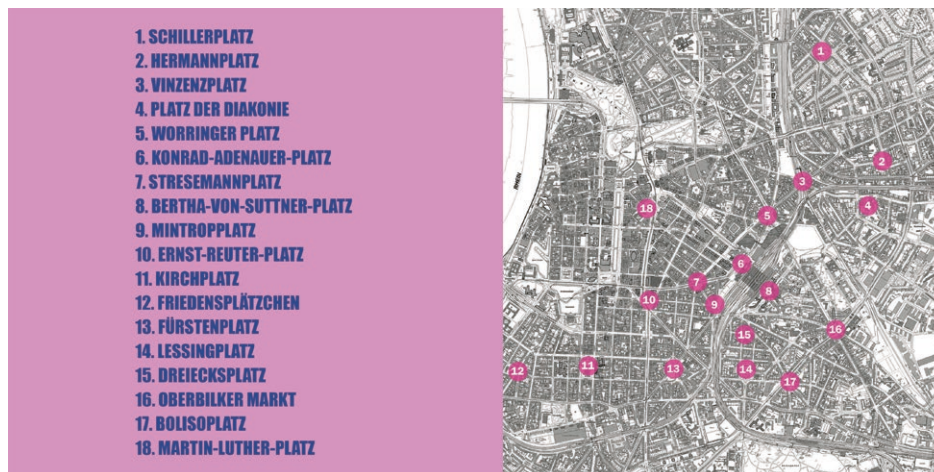 1. SCHILLERPLATZ
2. HERMANNPLATZ
3. VINZENZPLATZ
4. PLATZ DER DIAKONIE
5. WORRINGER PLATZ
6. KONRAD-ADENAUER-PLATZ
7. STRESEMANNPLATZ
8. BERTHA-VON-SUTTNER-PLATZ
9. MINTROPPLATZ
10. ERNST-REUTER-PLATZ
11. KIRCHPLATZ
12. FRIEDENSPLÄTZCHEN
13. FÜRSTENPLATZ
14. LESSINGPLATZ
15. DREIECKSPLATZ
16. OBERBILKER MARKT
17. BOLISOPLATZ
18. MARTIN-LUTHER-PLATZ
1
2
3
RHEIN
4
18
5
6
7
8
10
9
16
15
11
13
14
12
17